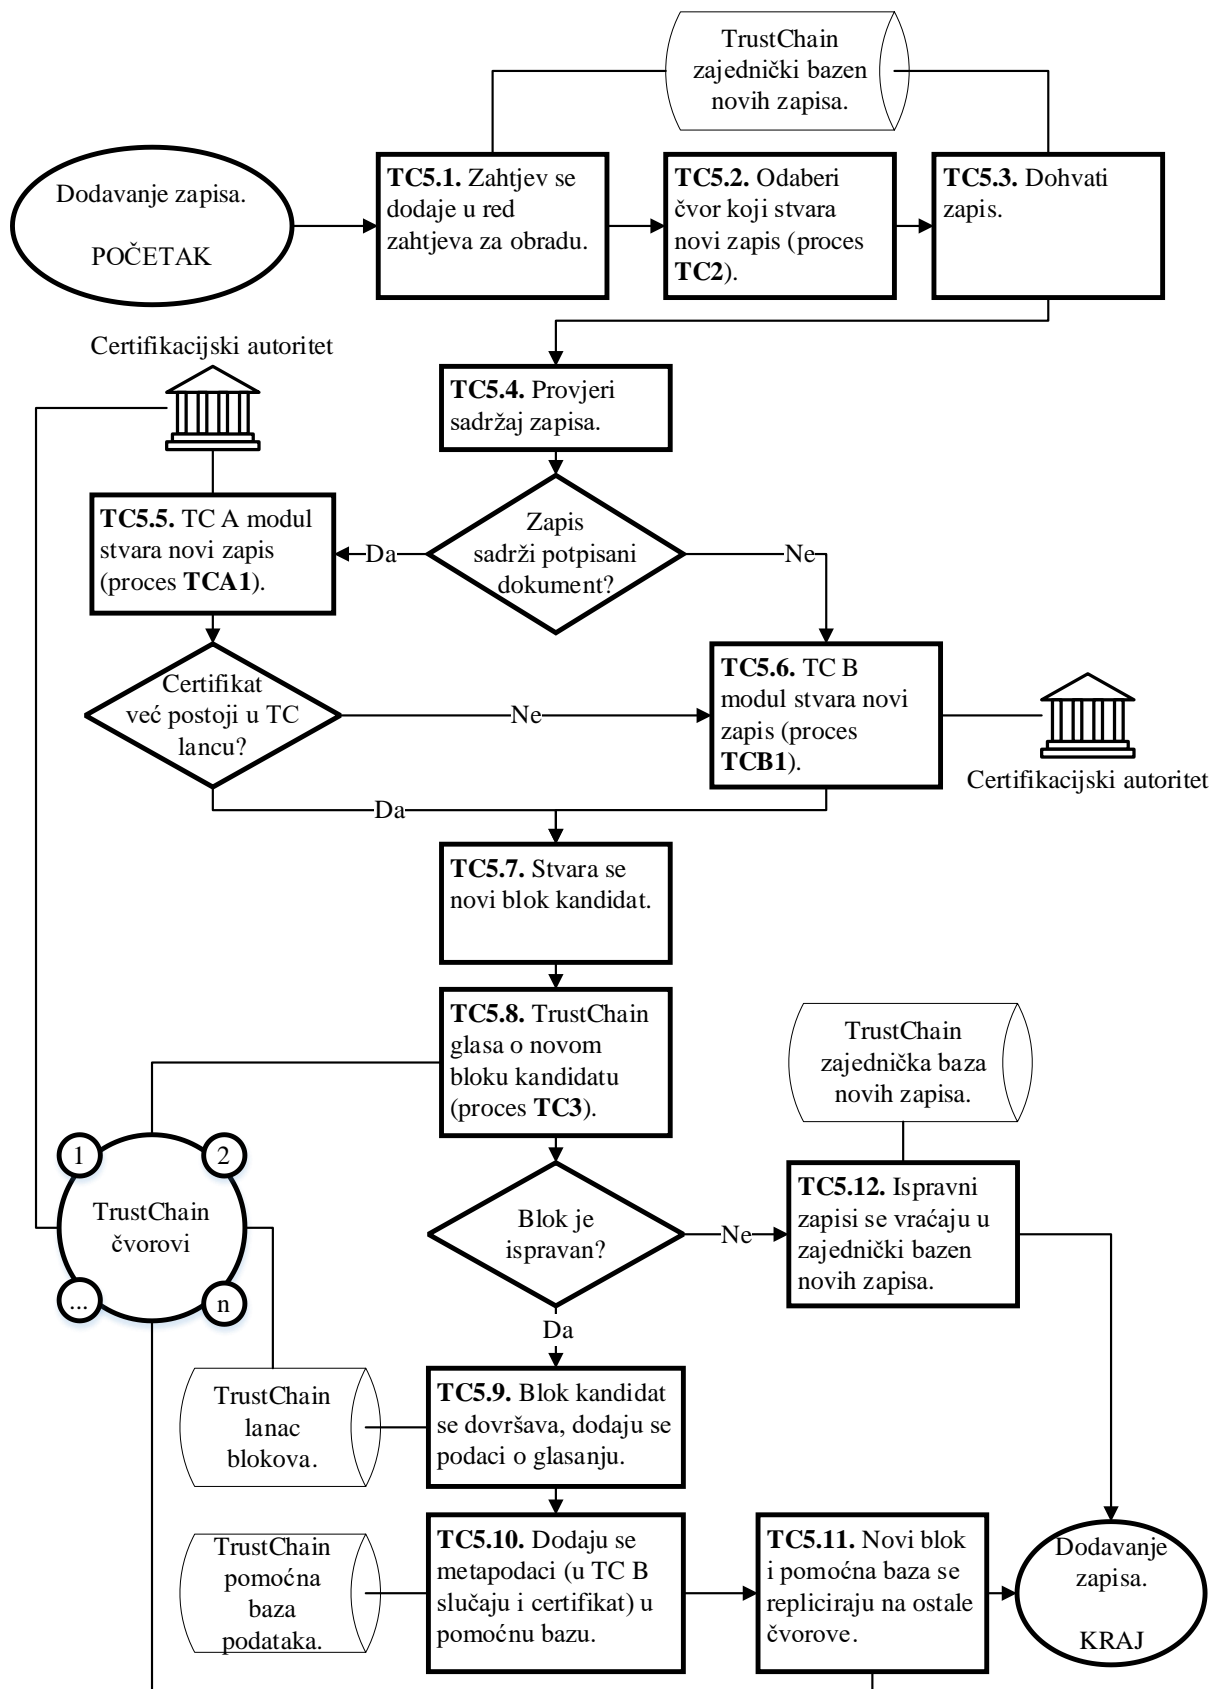 TrustChain
zajednički bazen
novih zapisa.
Dodavanje zapisa.
POČETAK
TC5.1. Zahtjev se
dodaje u red
zahtjeva za obradu.
TC5.2. Odaberi
čvor koji stvara
novi zapis (proces
TC2).
TC5.3. Dohvati
zapis.
Certifikacijski autoritet
TC5.4. Provjeri
sadržaj zapisa.
TC5.5. TC A modul
stvara novi zapis
(proces TCA1).
Da
Zapis
sadrži potpisani
dokument?
Ne
Certifikat
već postoji u TC
lancu?
Ne
TC5.6. TC B
modul stvara novi
zapis (proces
TCB1).
Certifikacijski autoritet
Da
TC5.7. Stvara se
novi blok kandidat.
TC5.8. TrustChain
glasa o novom
bloku kandidatu
(proces TC3).
TrustChain
zajednička baza
novih zapisa.
1
2
TrustChain
čvorovi
...
n
Blok je
ispravan?
Ne
TC5.12. Ispravni
zapisi se vraćaju u
zajednički bazen
novih zapisa.
Da
TrustChain
lanac
blokova.
TC5.9. Blok kandidat
se dovršava, dodaju se
podaci o glasanju.
TrustChain
pomoćna
baza
podataka.
TC5.10. Dodaju se
metapodaci (u TC B
slučaju i certifikat) u
pomoćnu bazu.
TC5.11. Novi blok
i pomoćna baza se
repliciraju na ostale
čvorove.
Dodavanje
zapisa.
KRAJ